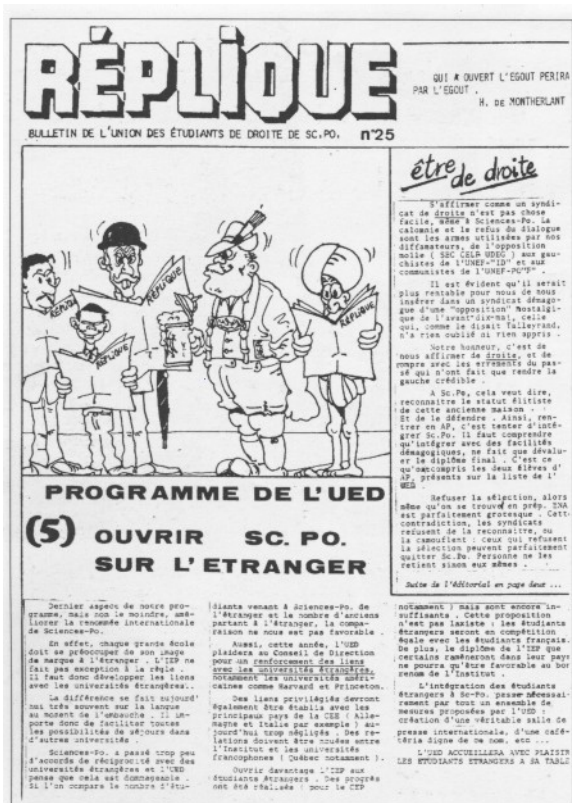 RÉPLIQUE
QUI A OUVERT L'EGOUT PERIRA
PAR L'EGOUT .
H. DE MONTHERLANT
BULLETIN DE L'UNION DES ÉTUDIANTS DE DROITE DE SC.PO. n°25
être de droite
S'affirmer comme un syndi-
cat de droite n'est pas chose
facile, même à Sciences-Po. La
calomnie et le refus du dialogue
sont les armes utilisées par nos
diffamateurs, de l'opposition
molle ( SEC CELR UDEG ) aux gau-
chistes de l'UNEF-"ID" et aux
communistes de l'UNEF-PC"F" .
Il est évident qu'il serait
plus rentable pour nous de nous
insérer dans un syndicat démago-
gue d'une "opposition" nostalgi-
que de l'avant-dix-mai, celle
qui, comme le disait Talleyrand,
n'a rien oublié ni rien appris .
Notre honneur, c'est de
nous affirmer de droite, et de
rompre avec les errements du pas-
sé qui n'ont fait que rendre la
gauche crédible .
A Sc.Po, cela veut dire,
reconnaître le statut élitiste
de cette ancienne maison .
Et de la défendre . Ainsi, ren-
trer en AP, c'est tenter d'inté-
grer Sc.Po. Il faut comprendre
qu'intégrer avec des facilités
démagogiques, ne fait que dévalu-
er le diplôme final . C'est ce
qu'ont compris les deux élèves d'
AP, présents sur la liste de l'
UED .
Refuser la sélection, alors
même qu'on se trouve en prép. ENA
est parfaitement grotesque . Cette
contradiction, les syndicats
refusent de la reconnaitre, ou
la camouflent : ceux qui refusent
la sélection peuvent parfaitement
quitter Sc.Po. Personne ne les
retient sinon eux mêmes .
Suite de l'éditorial en page deux ...
RÉPLIQUE
RÉPLIQUE
RÉPLIQUE
RÉPLIQUE
PROGRAMME DE L'UED
(5) OUVRIR SC. PO.
SUR L'ETRANGER
Dernier aspect de notre pro-
gramme, mais non le moindre, amé-
liorer la renommée internationale
de Sciences-Po.
En effet, chaque grande école
doit se préoccuper de son image
de marque à l'étranger . L'IEP ne
fait pas exception à la règle .
Il faut donc développer les liens
avec les universités étrangères..
La différence se fait aujourd'
hui très souvent sur la langue
au moment de l'embauche . Il im-
porte donc de faciliter toutes
les possibilités de séjours dans
d'autres universités .
Sciences-Po. a passé trop peu
d'accords de réciprocité avec des
universités étrangères et l'UED
pense que cela est dommageable .
Si l'on compare le nombre d'étu-
diants venant à Sciences-Po. de
l'étranger et le nombre d'anciens
partant à l'étranger, la compa-
raison ne nous est pas favorable .
Aussi, cette année, l'UED
plaidera au Conseil de Direction
pour un renforcement des liens
avec les universités étrangères,
notamment les universités améri-
caines comme Harvard et Princeton.
Des liens privilégiés devront
également être établis avec les
principaux pays de la CEE ( Alle-
magne et Italie par exemple ) au-
jourd'hui trop négligés . Des re-
lations doivent être nouées entre
l'Institut et les universités
francophones ( Québec notamment ).
Ouvrir davantage l'IEP aux
étudiants étrangers . Des progrès
ont été réalisés ( pour le CEP
notamment ) mais sont encore in-
suffisants . Cette proposition
n'est pas laxiste : les étudiants
étrangers seront en compétition
égale avec les étudiants français.
De plus, le diplôme de l'IEP que
certains ramèneront dans leur pays
ne pourra qu'être favorable au bon
renom de l'Institut .
L'intégration des étudiants
étrangers à Sc.Po. passe nécessai-
rement par tout un ensemble de
mesures proposées par l'UED :
création d'une véritable salle de
presse internationale, d'une café-
téria digne de ce nom, etc ...
L'UED ACCUEILLERA AVEC PLAISIR
LES ETUDIANTS ETRANGERS A SA TABLE